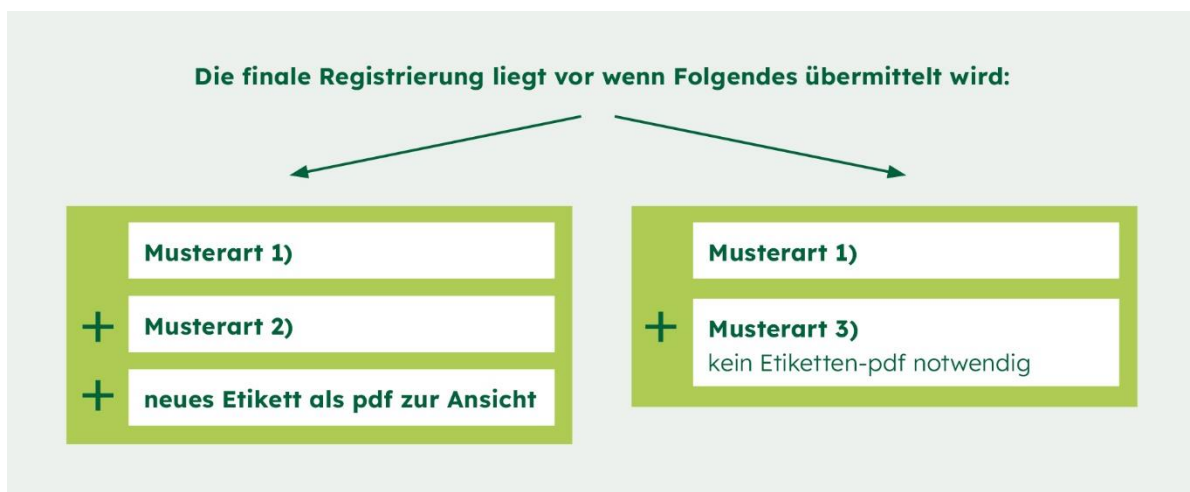 Die finale Registrierung liegt vor wenn Folgendes übermittelt wird:
Musterart 1)
+ Musterart 2)
+ neues Etikett als pdf zur Ansicht
Musterart 1)
+ Musterart 3)
kein Etiketten-pdf notwendig